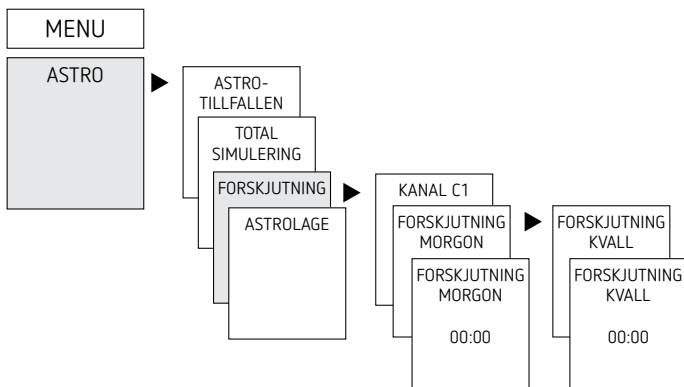 MENU
ASTRO
ASTRO-
TILLFALLEN
TOTAL
SIMULERING
FORSKJUTNING
ASTROLAGE
KANAL C1
FORSKJUTNING
MORGON
FORSKJUTNING
MORGON
00:00
FORSKJUTNING
KVALL
FORSKJUTNING
KVALL
00:00